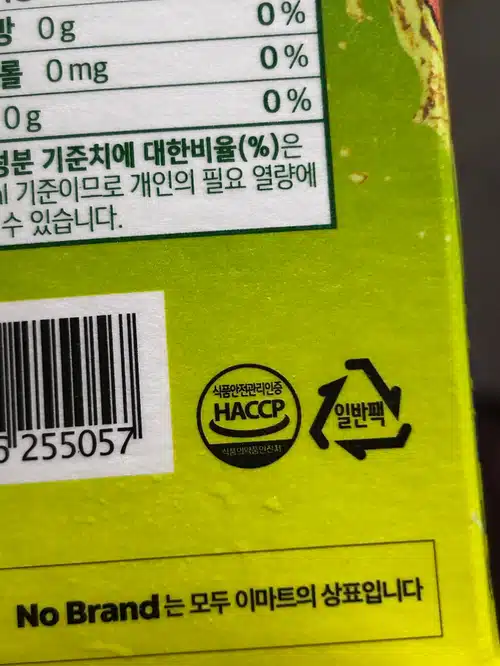 0g 0%
롤 0mg 0%
0g 0%
성분 기준치에 대한비율(%)은
기준이므로 개인의 필요 열량에
수 있습니다.
식품안전관리인증
HACCP
식품의약품안전처
일반팩
255057
No Brand는 모두 이마트의 상표입니다